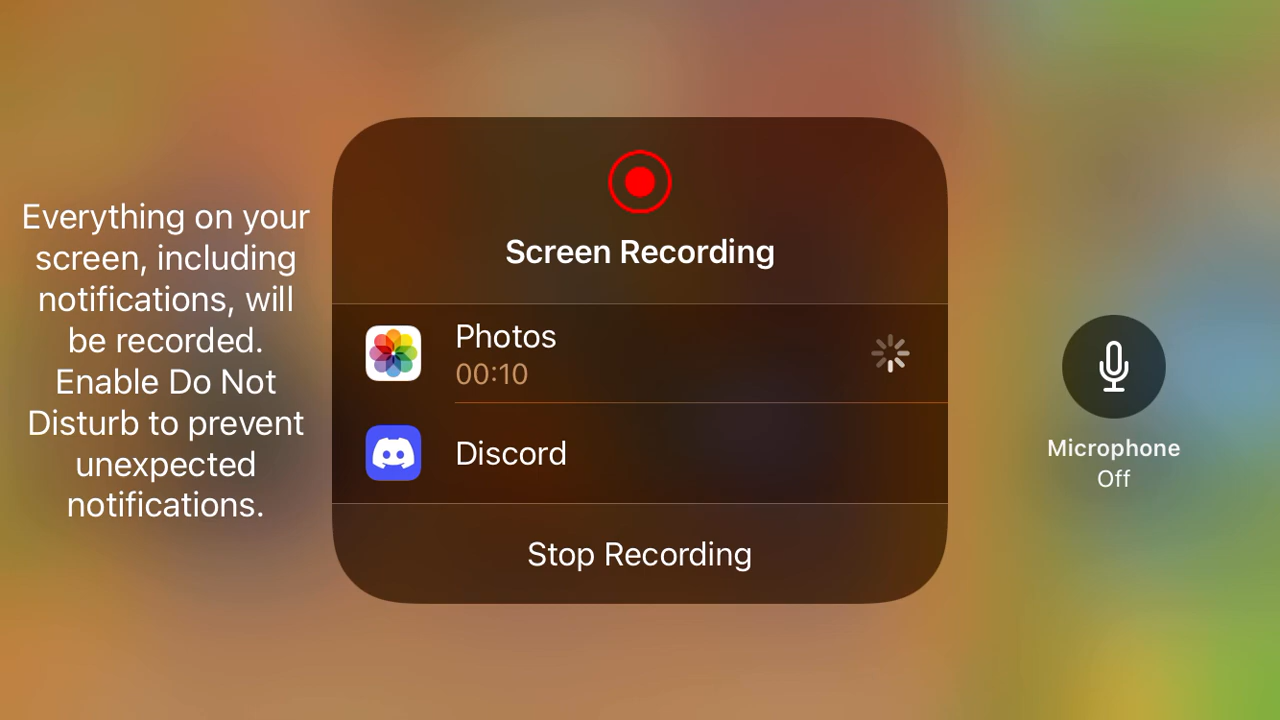 Everything on your
screen, including
notifications, will
be recorded.
Enable Do Not
Disturb to prevent
unexpected
notifications.
Screen Recording
Photos
00:10
Discord
Stop Recording
Microphone
Off